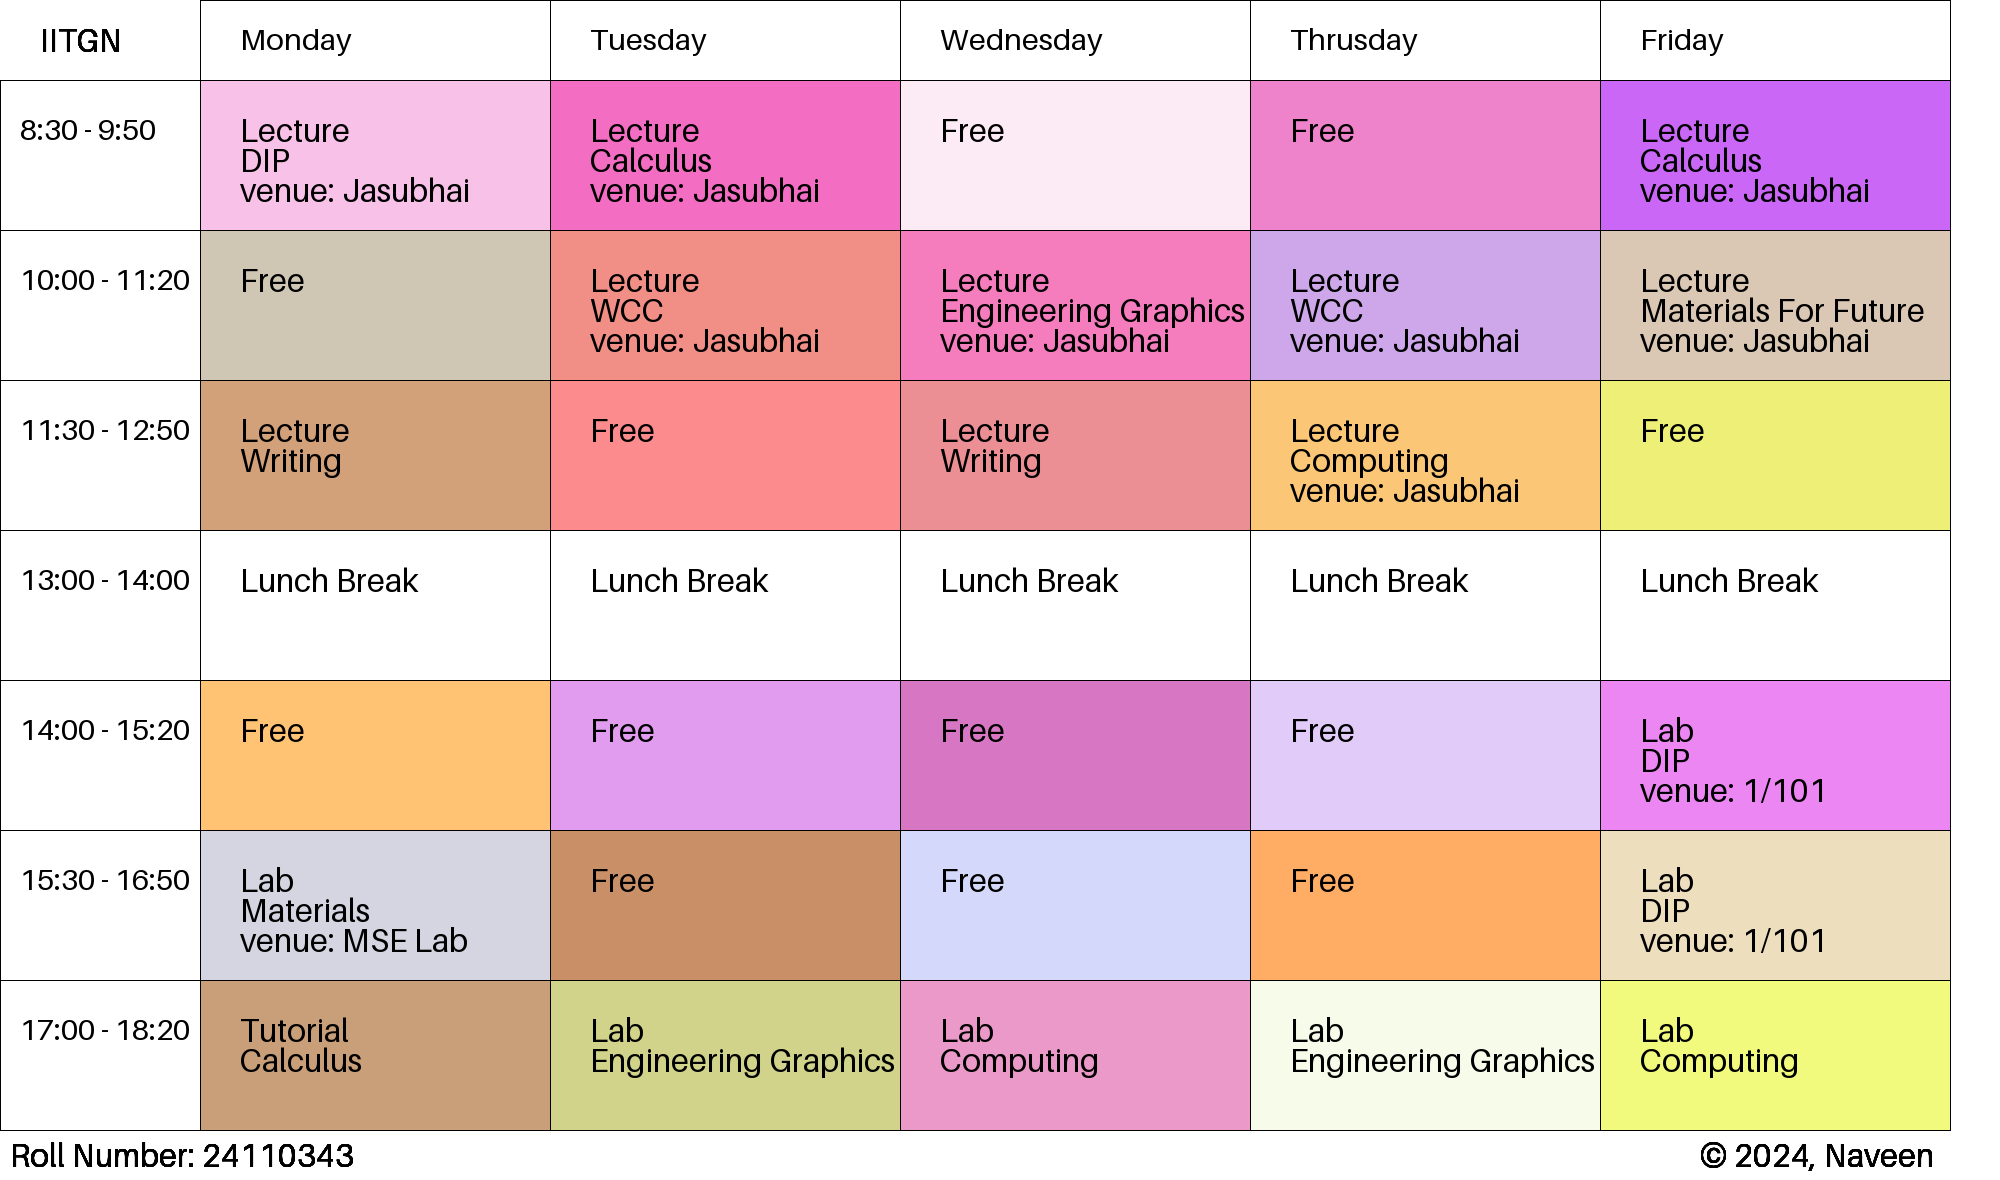 IITGN
Monday
Tuesday
Wednesday
Thrusday
Friday
8:30 - 9:50
Lecture
DIP
venue: Jasubhai
Lecture
Calculus
venue: Jasubhai
Free
Free
Lecture
Calculus
venue: Jasubhai
10:00 - 11:20
Free
Lecture
WCC
venue: Jasubhai
Lecture
Engineering Graphics
venue: Jasubhai
Lecture
WCC
venue: Jasubhai
Lecture
Materials For Future
venue: Jasubhai
11:30 - 12:50
Lecture
Writing
Free
Lecture
Writing
Lecture
Computing
venue: Jasubhai
Free
13:00 - 14:00
Lunch Break
Lunch Break
Lunch Break
Lunch Break
Lunch Break
14:00 - 15:20
Free
Free
Free
Free
Lab
DIP
venue: 1/101
15:30 - 16:50
Lab
Materials
venue: MSE Lab
Free
Free
Free
Lab
DIP
venue: 1/101
17:00 - 18:20
Tutorial
Calculus
Lab
Engineering Graphics
Lab
Computing
Lab
Engineering Graphics
Lab
Computing
Roll Number: 24110343
© 2024, Naveen